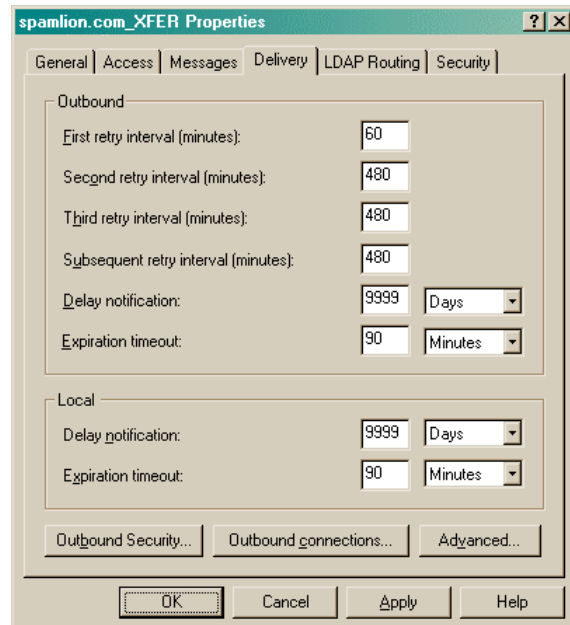 spamlion.com_XFER Properties
General Access Messages Delivery LDAP Routing Security
Outbound
First retry interval (minutes): 60
Second retry interval (minutes): 480
Third retry interval (minutes): 480
Subsequent retry interval (minutes): 480
Delay notification: 9999 Days
Expiration timeout: 90 Minutes
Local
Delay notification: 9999 Days
Expiration timeout: 90 Minutes
Outbound Security... Outbound connections... Advanced...
OK Cancel Apply Help